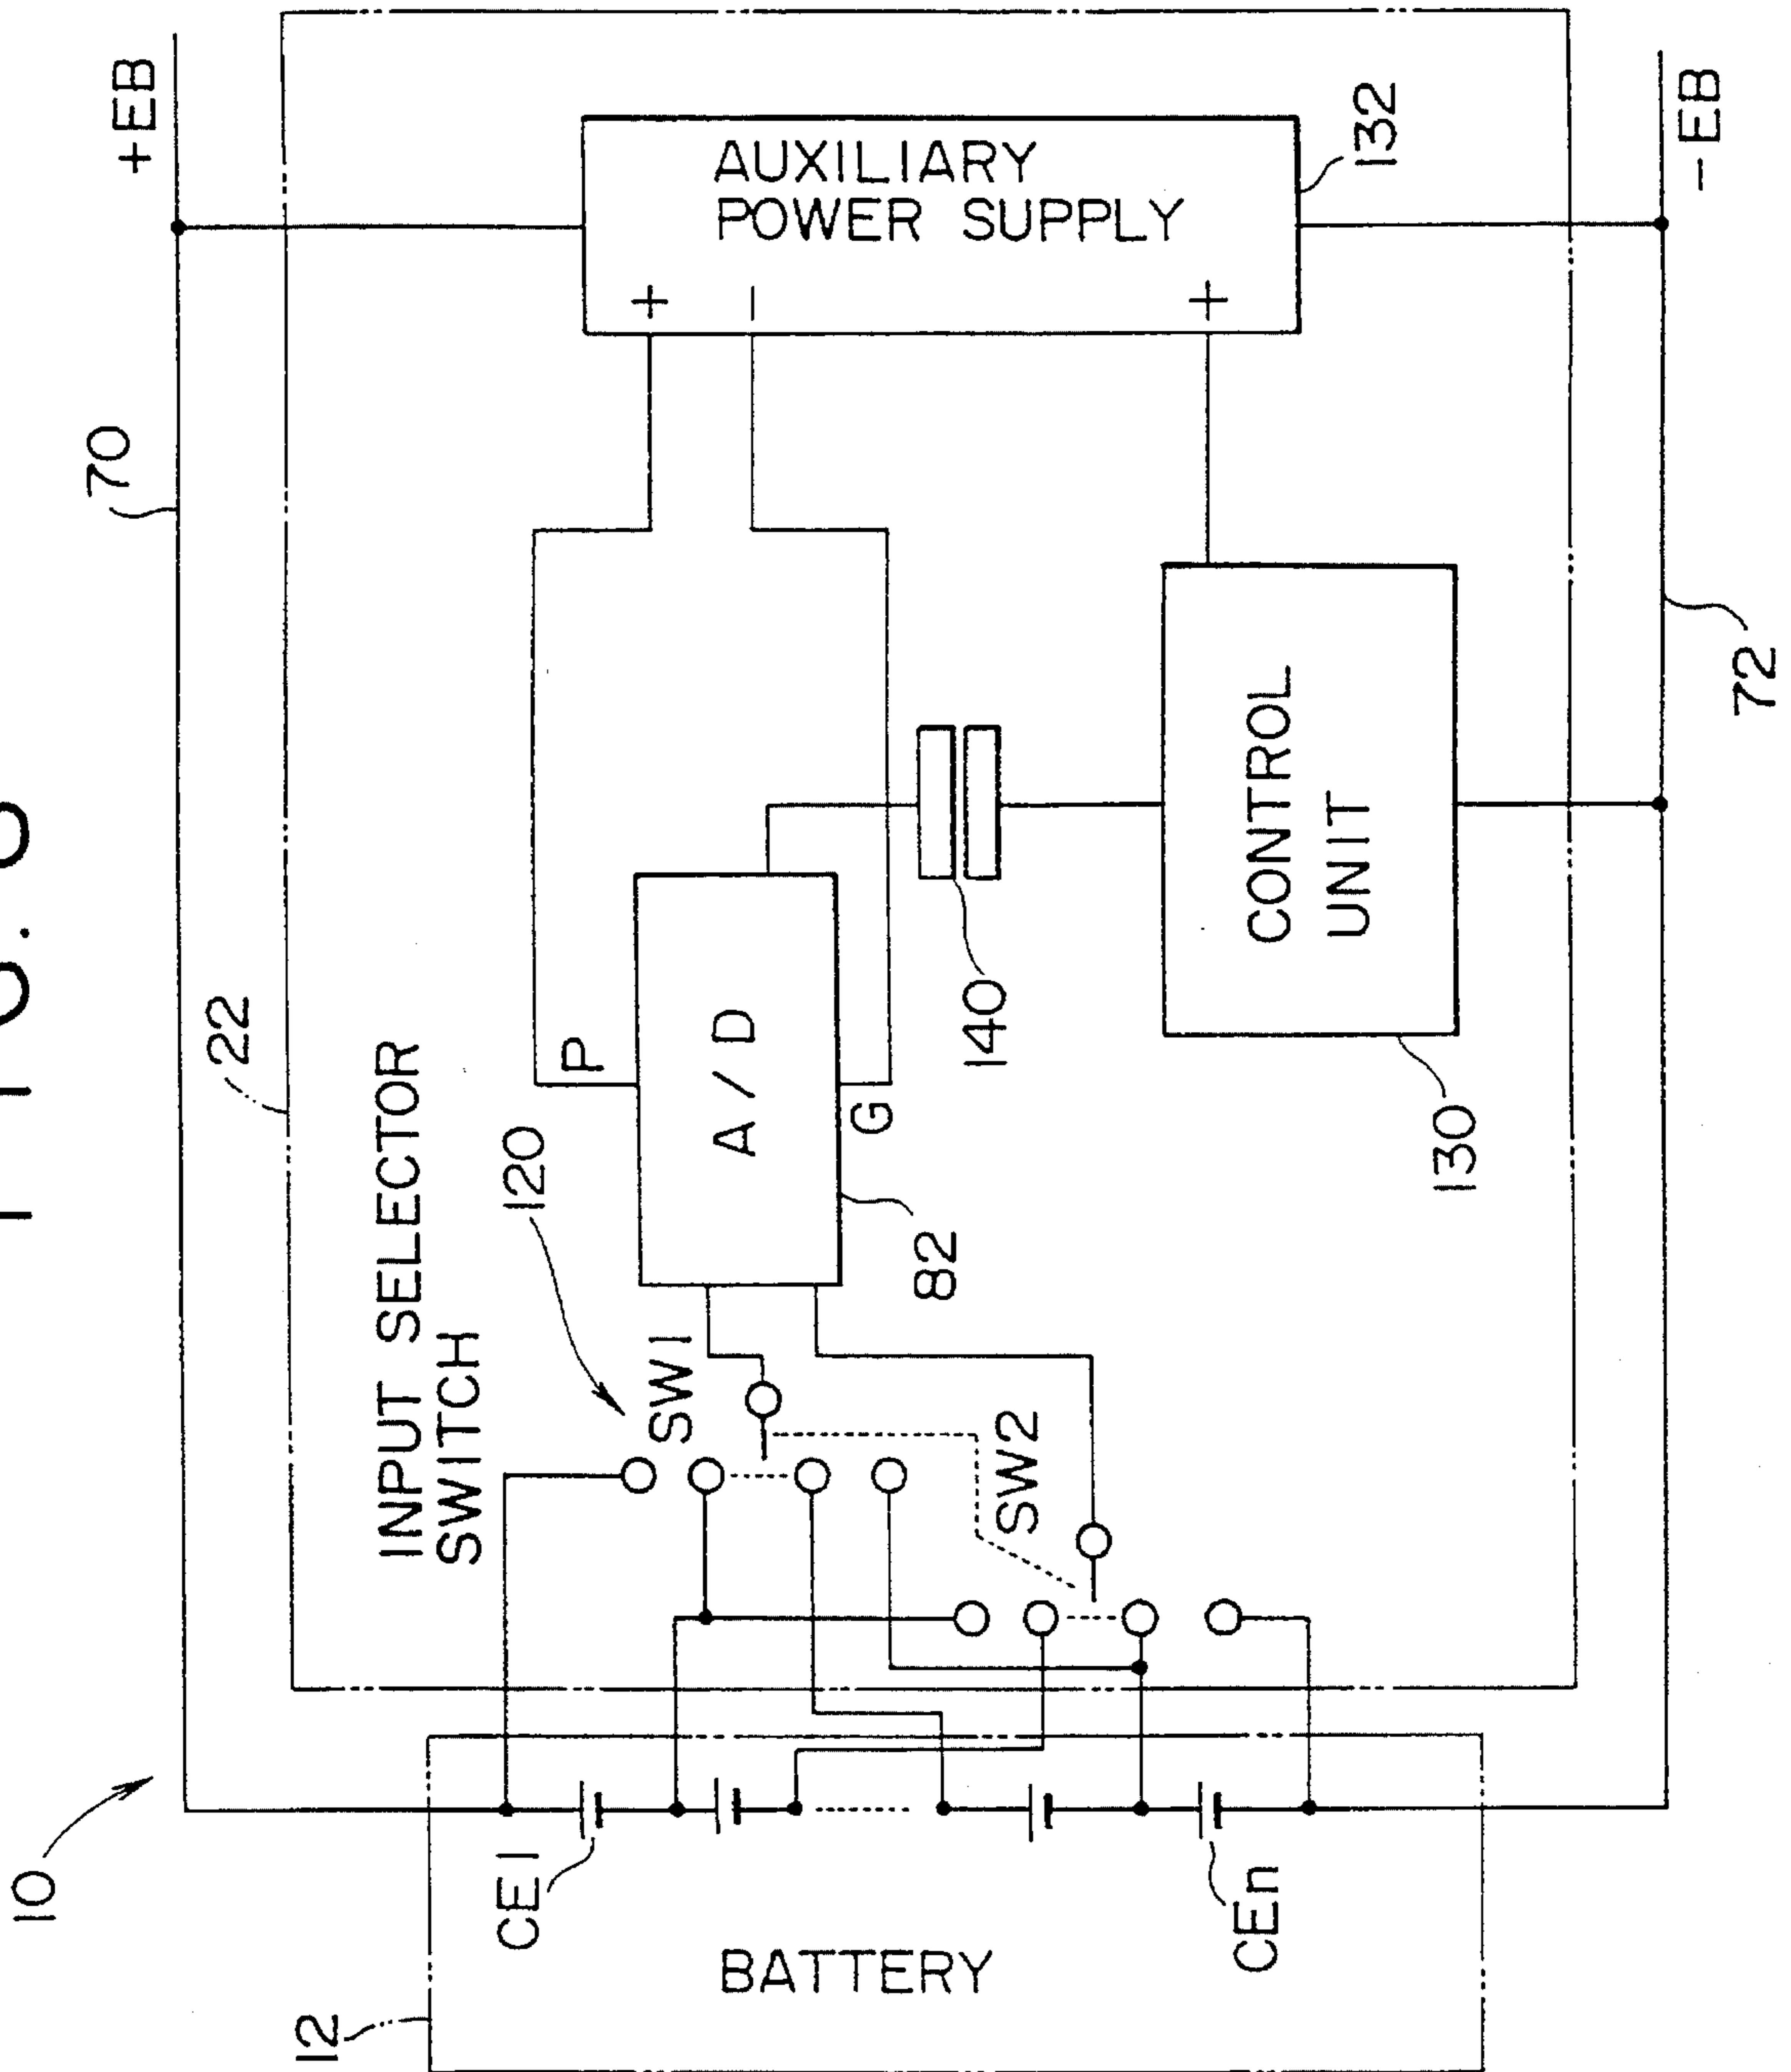 FIG.
10
70
+EB
22
INPUT SELECTOR
SWITCH
120
SW1
P
A/D
G
82
AUXILIARY
POWER SUPPLY
+
−
+
132
SW2
140
CONTROL
UNIT
130
12
CE1
BATTERY
CEn
72
−EB